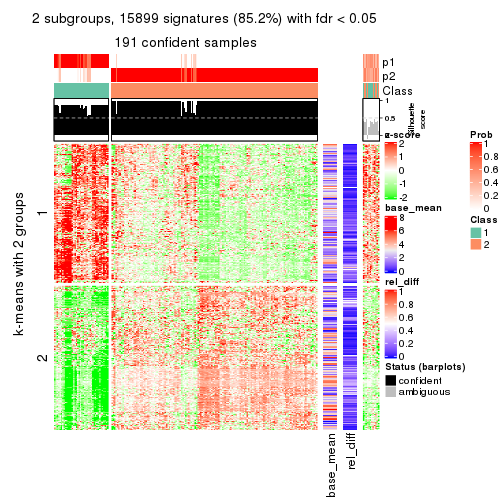 2 subgroups, 15899 signatures (85.2%) with fdr < 0.05
191 confident samples
p1
p2
Class
1
0.5
0
Silhouette
score
k-means with 2 groups
1
2
base_mean
rel_diff
z-score
2
1
0
-1
-2
base_mean
8
6
4
2
0
rel_diff
1
0.8
0.6
0.4
0.2
0
Status (barplots)
confident
ambiguous
Prob
1
0.8
0.6
0.4
0.2
0
Class
1
2